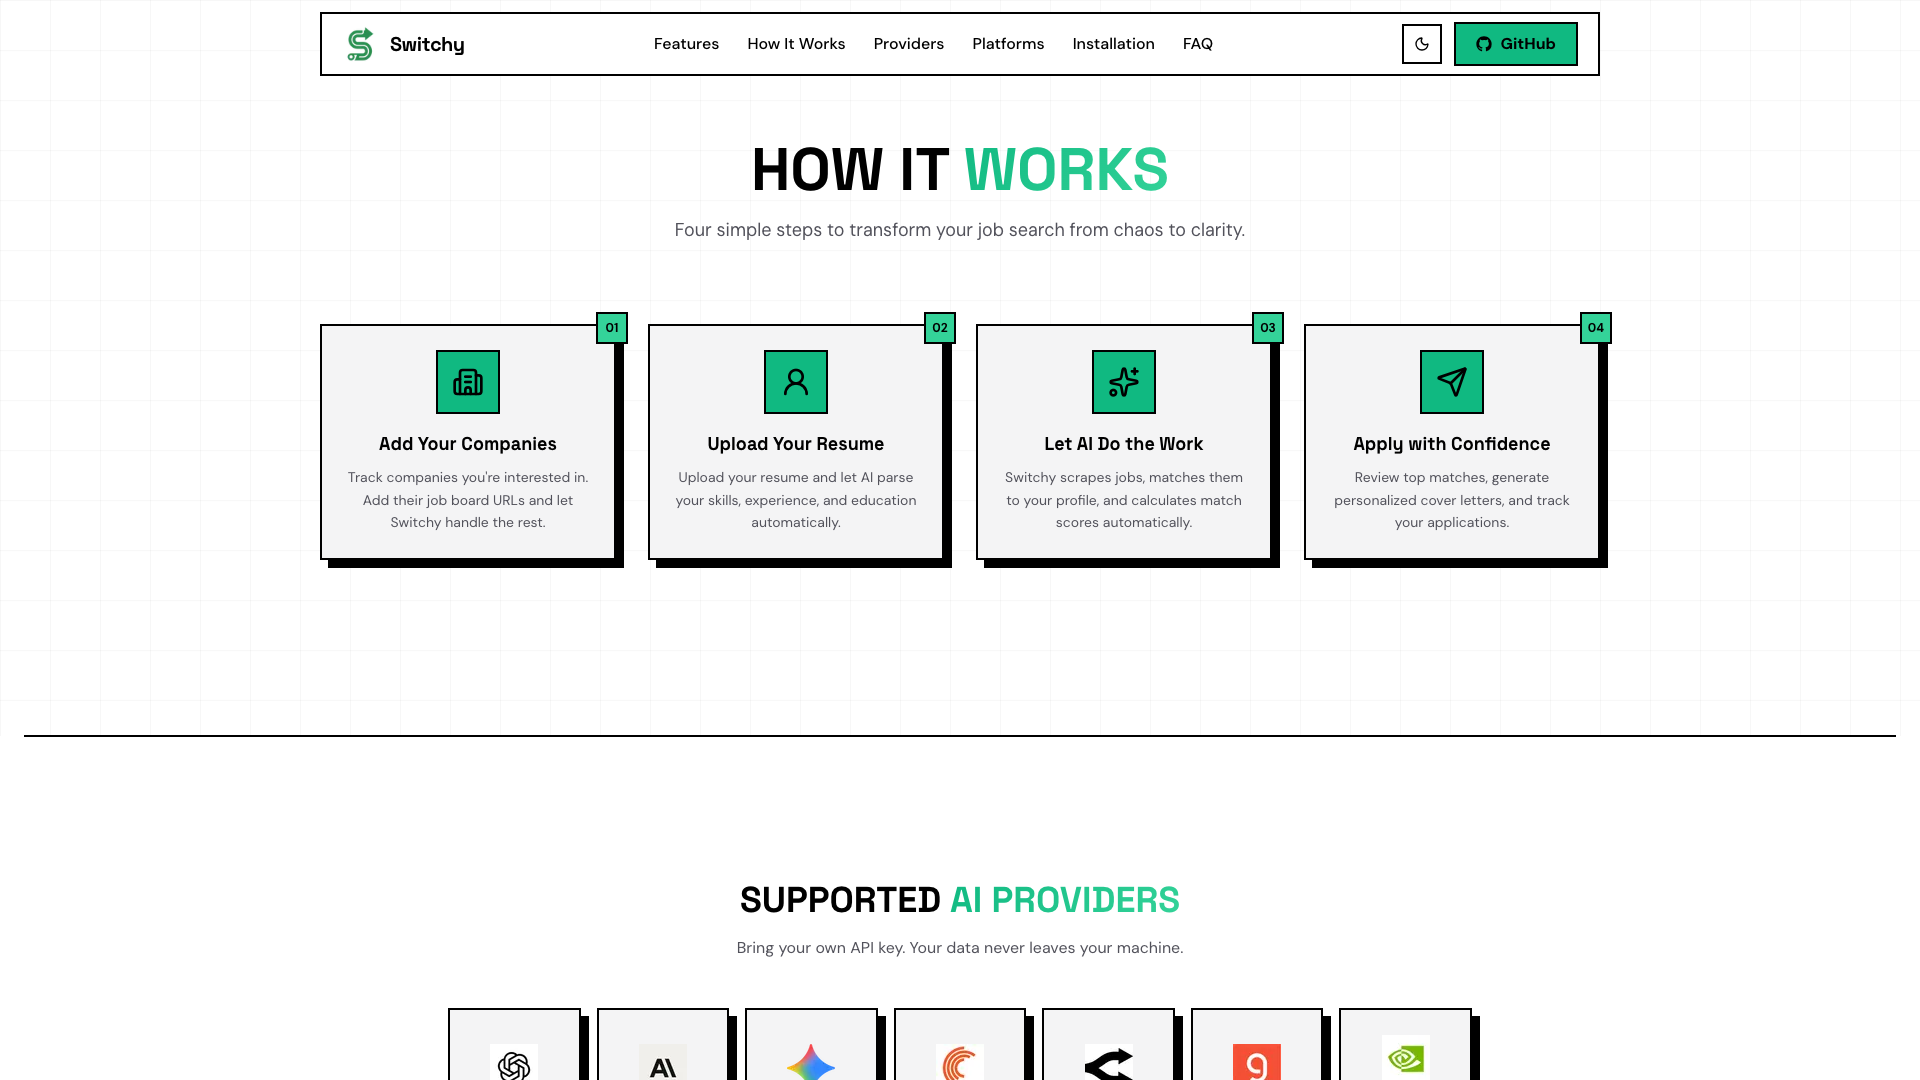 Switchy
Features
How It Works
Providers
Platforms
Installation
FAQ
GitHub
HOW IT WORKS
Four simple steps to transform your job search from chaos to clarity.
01
Add Your Companies
Track companies you're interested in.
Add their job board URLs and let
Switchy handle the rest.
02
Upload Your Resume
Upload your resume and let AI parse
your skills, experience, and education
automatically.
03
Let AI Do the Work
Switchy scrapes jobs, matches them
to your profile, and calculates match
scores automatically.
04
Apply with Confidence
Review top matches, generate
personalized cover letters, and track
your applications.
SUPPORTED AI PROVIDERS
Bring your own API key. Your data never leaves your machine.